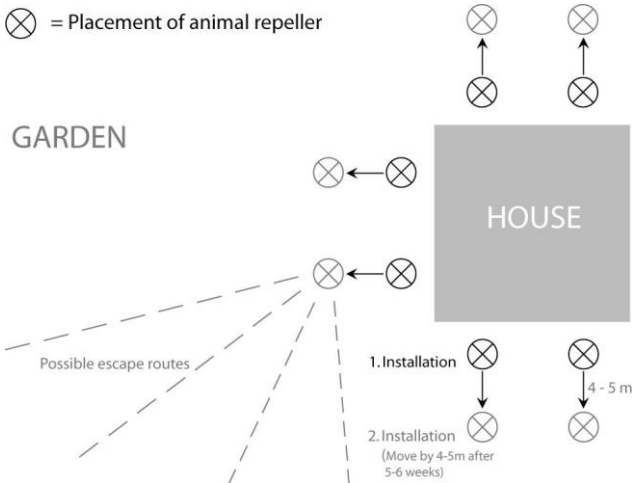 = Placement of animal repeller
GARDEN
HOUSE
Possible escape routes
1. Installation
4 - 5 m
2. Installation
(Move by 4-5m after
5-6 weeks)